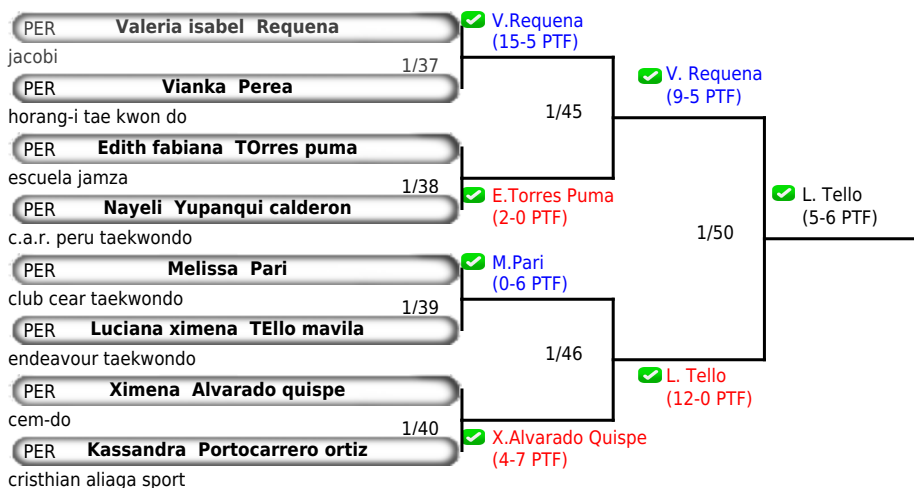 PER Valeria isabel Requena
jacobi
1/37
PER Vianka Perea
horang-i tae kwon do
PER Edith fabiana TOrres puma
escuela jamza
1/38
PER Nayeli Yupanqui calderon
c.a.r. peru taekwondo
PER Melissa Pari
club cear taekwondo
1/39
PER Luciana ximena TEllo mavila
endeavour taekwondo
PER Ximena Alvarado quispe
cem-do
1/40
PER Kassandra Portocarrero ortiz
cristhian aliaga sport
V.Requena
(15-5 PTF)
1/45
E.Torres Puma
(2-0 PTF)
M.Pari
(0-6 PTF)
1/46
X.Alvarado Quispe
(4-7 PTF)
V. Requena
(9-5 PTF)
1/50
L. Tello
(12-0 PTF)
L. Tello
(5-6 PTF)